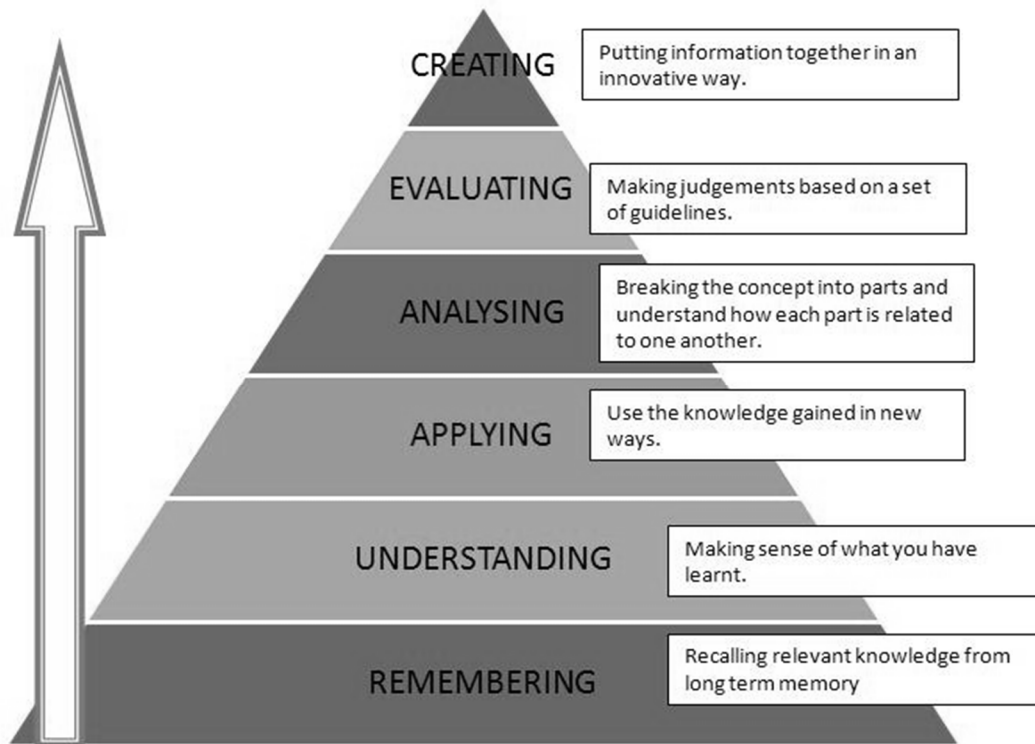 CREATING
Putting information together in an
innovative way.
EVALUATING
Making judgements based on a set
of guidelines.
ANALYSING
Breaking the concept into parts and
understand how each part is related
to one another.
APPLYING
Use the knowledge gained in new
ways.
UNDERSTANDING
Making sense of what you have
learnt.
REMEMBERING
Recalling relevant knowledge from
long term memory